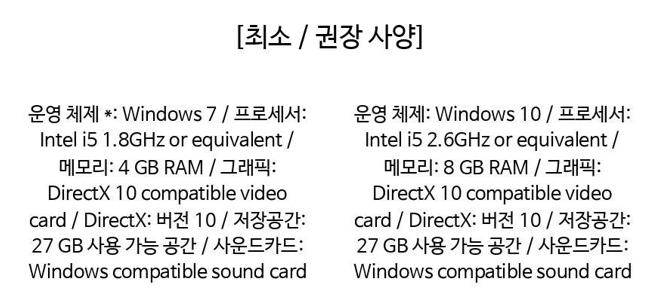 [최소 / 권장 사양]
운영 체제 *: Windows 7 / 프로세서:
Intel i5 1.8GHz or equivalent /
메모리: 4 GB RAM / 그래픽:
DirectX 10 compatible video
card / DirectX: 버전 10 / 저장공간:
27 GB 사용 가능 공간 / 사운드카드:
Windows compatible sound card
운영 체제: Windows 10 / 프로세서:
Intel i5 2.6GHz or equivalent /
메모리: 8 GB RAM / 그래픽:
DirectX 10 compatible video
card / DirectX: 버전 10 / 저장공간:
27 GB 사용 가능 공간 / 사운드카드:
Windows compatible sound card